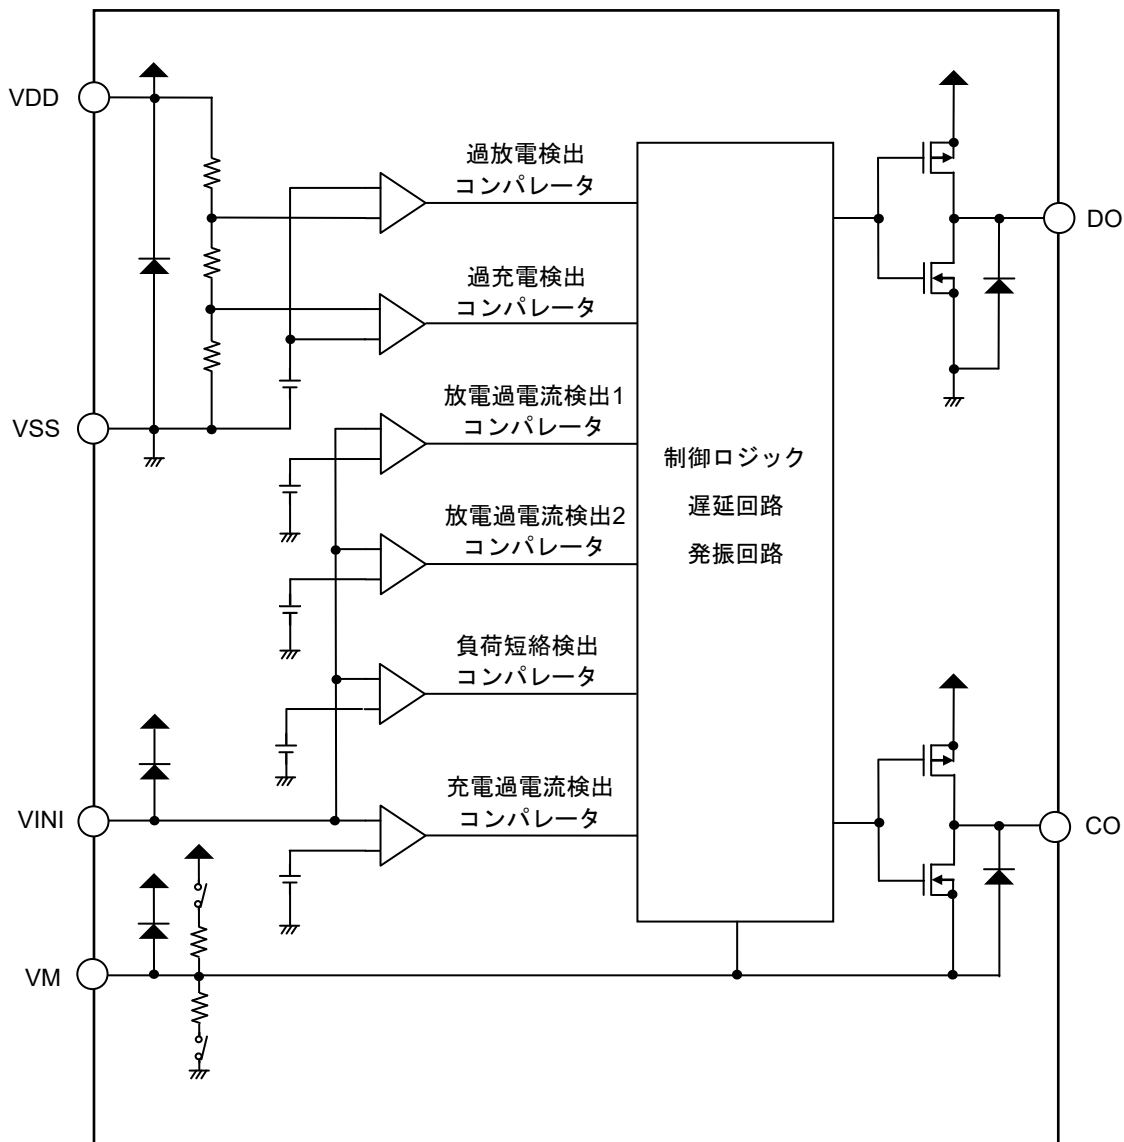 VDD
過放電検出
コンパレータ
DO
過充電検出
コンパレータ
VSS
放電過電流検出1
コンパレータ
制御ロジック
遅延回路
発振回路
放電過電流検出2
コンパレータ
負荷短絡検出
コンパレータ
VINI
充電過電流検出
コンパレータ
CO
VM